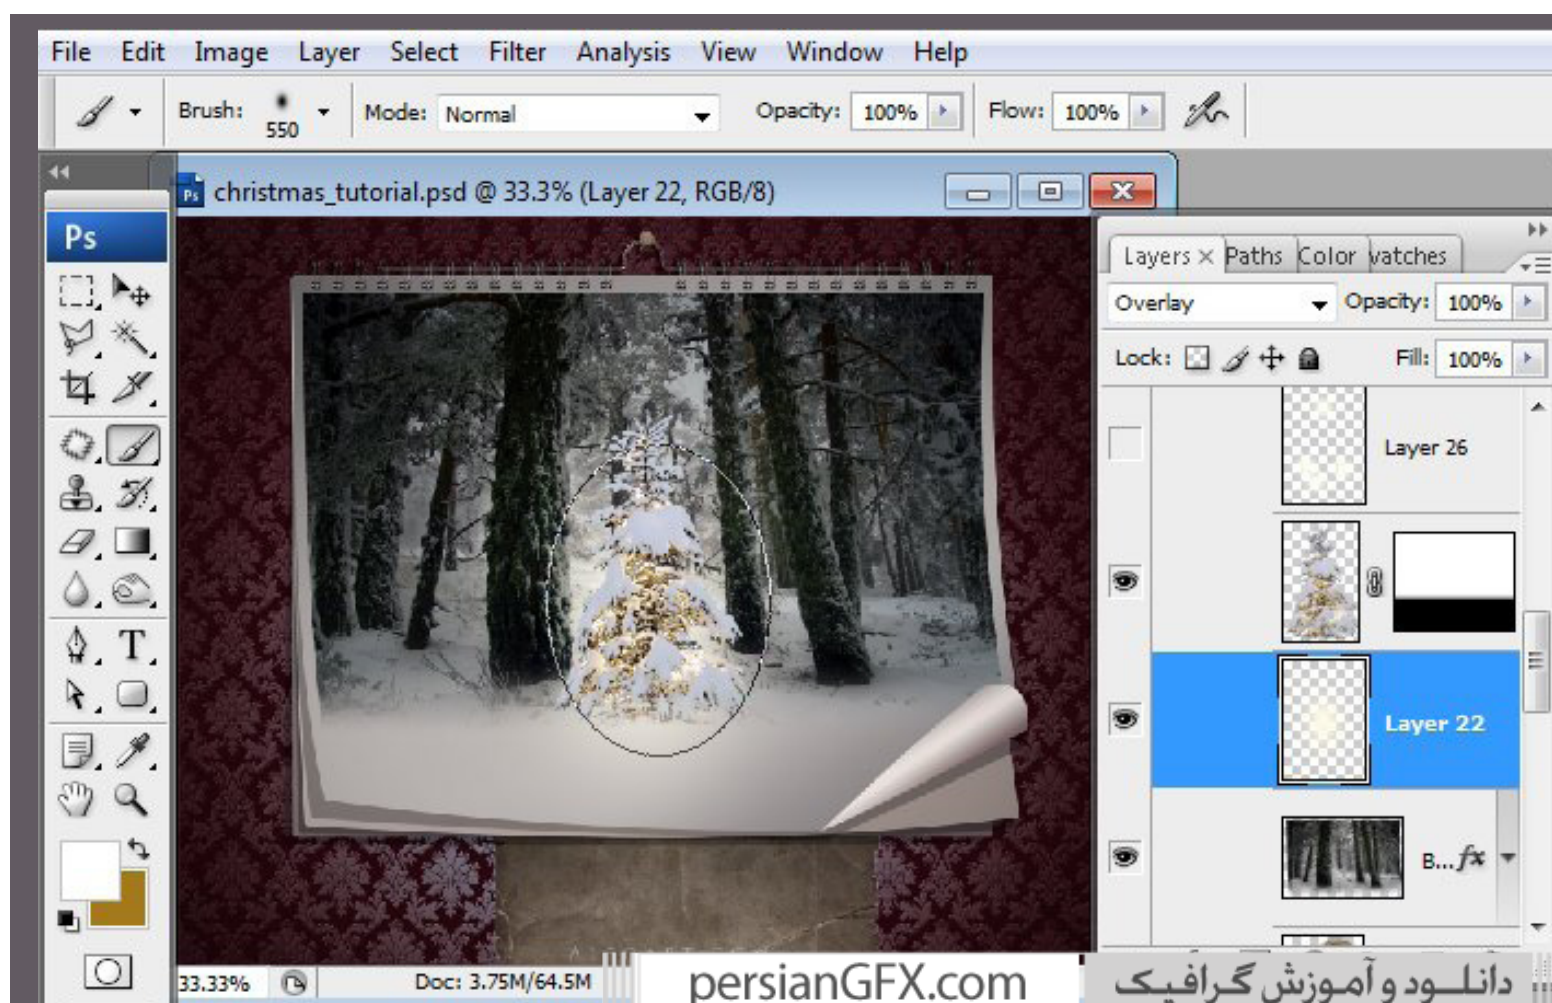 File Edit Image Layer Select Filter Analysis View Window Help
Brush: 550 Mode: Normal Opacity: 100% Flow: 100%
christmas_tutorial.psd @ 33.3% (Layer 22, RGB/8)
Ps
Layers Paths Color watches
Overlay Opacity: 100%
Lock: Fill: 100%
Layer 26
T
Layer 22
B... fx
33.33% Doc: 3.75M/64.5M
persianGFX.com
دانلــود و آموزش گرافیک